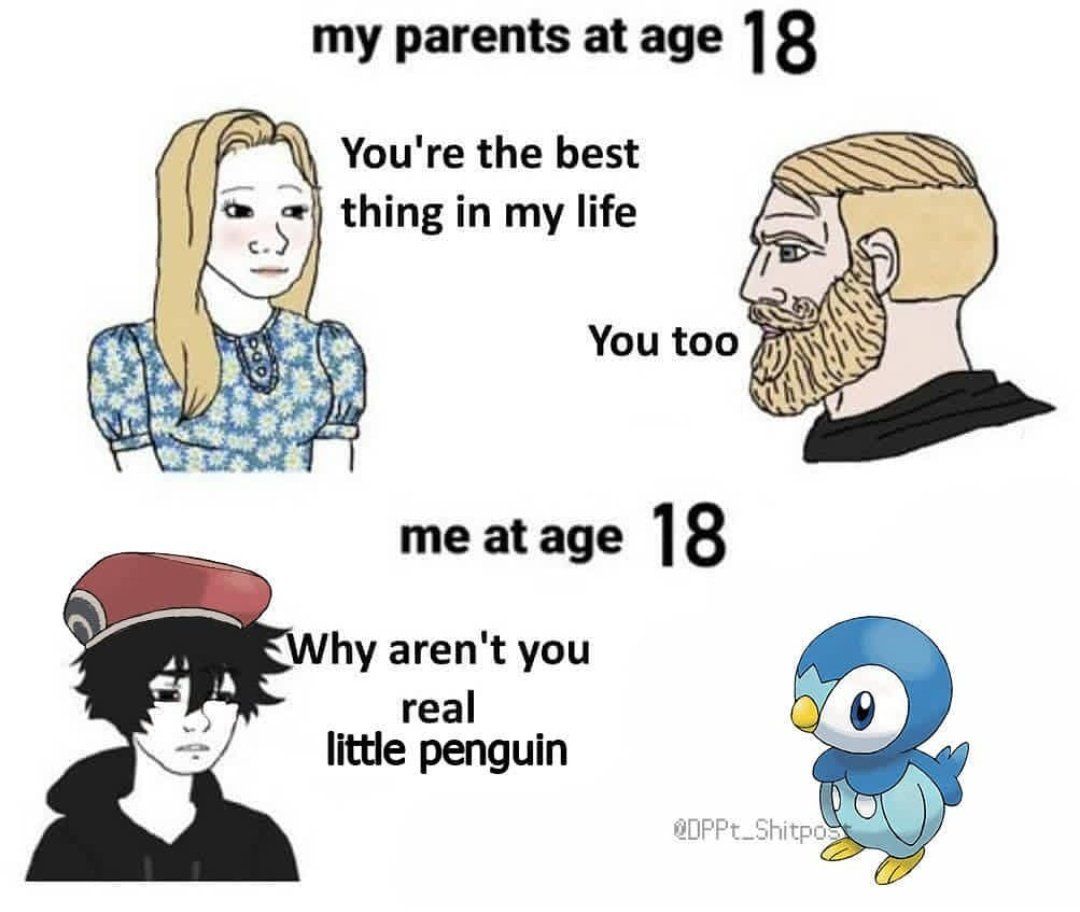 my parents at age 18
You're the best
thing in my life
You too
me at age 18
Why aren't you
real
little penguin
@DPPt_Shitpost